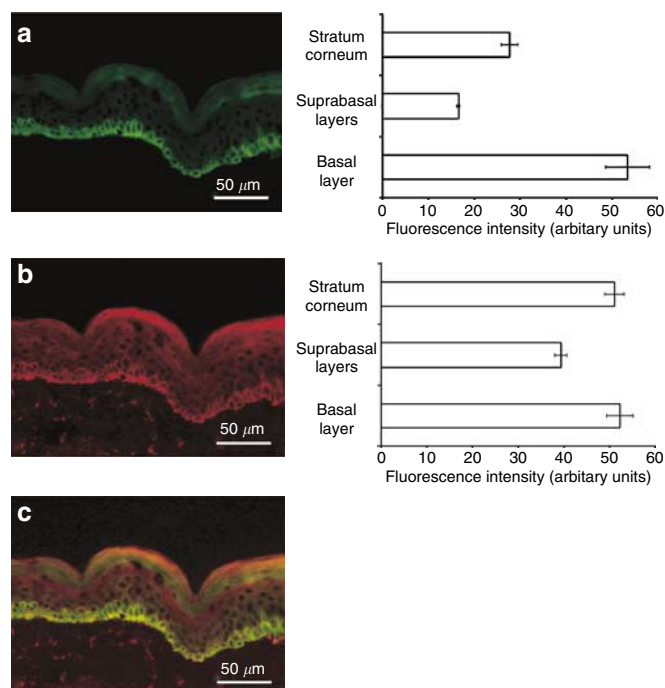 a
50 μm
Stratum
corneum
Suprabasal
layers
Basal
layer
0 10 20 30 40 50 60
Fluorescence intensity (arbitary units)
b
50 μm
Stratum
corneum
Suprabasal
layers
Basal
layer
0 10 20 30 40 50 60
Fluorescence intensity (arbitary units)
c
50 μm